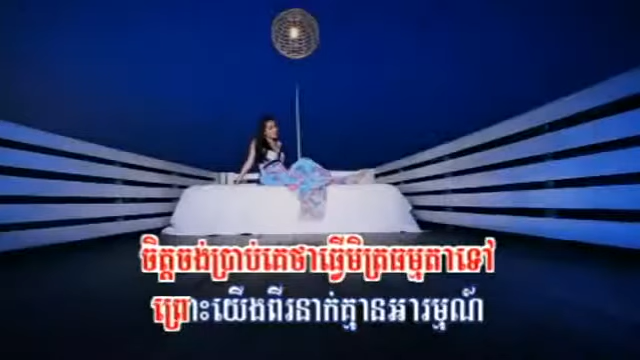 ចិត្តចង់ប្រាប់គេថាធ្វើមិត្រធម្មតាទៅ
ព្រោះយើងពីរនាក់គ្មានអារម្មណ៍